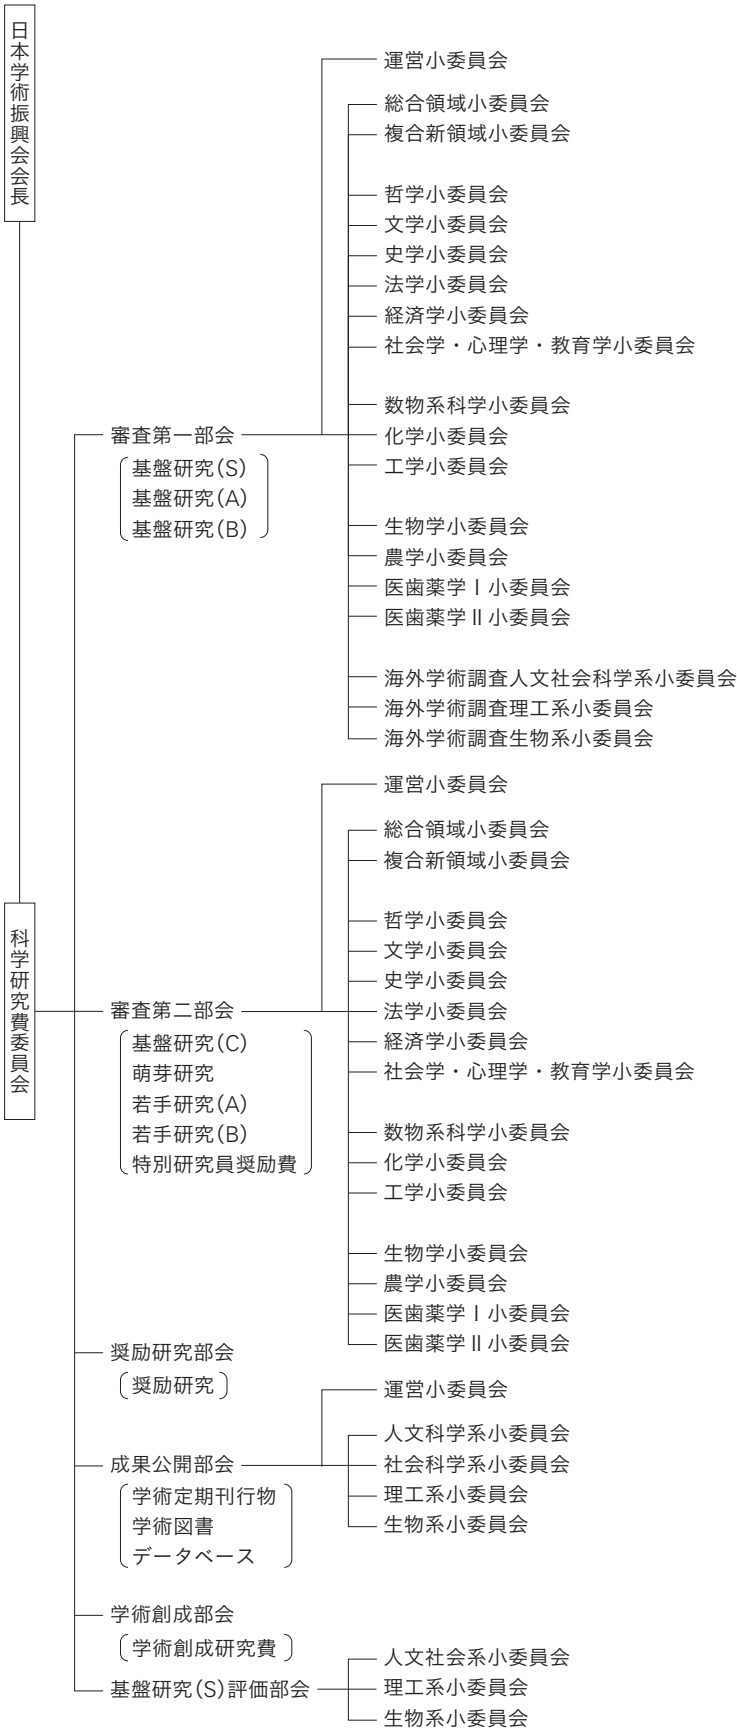 日本学術振興会会長
科学研究費委員会
審査第一部会
基盤研究(S)
基盤研究(A)
基盤研究(B)
運営小委員会
総合領域小委員会
複合新領域小委員会
哲学小委員会
文学小委員会
史学小委員会
法学小委員会
経済学小委員会
社会学・心理学・教育学小委員会
数物系科学小委員会
化学小委員会
工学小委員会
生物学小委員会
農学小委員会
医歯薬学Ⅰ小委員会
医歯薬学Ⅱ小委員会
海外学術調査人文社会科学系小委員会
海外学術調査理工系小委員会
海外学術調査生物系小委員会
審査第二部会
基盤研究(C)
萌芽研究
若手研究(A)
若手研究(B)
特別研究員奨励費
運営小委員会
総合領域小委員会
複合新領域小委員会
哲学小委員会
文学小委員会
史学小委員会
法学小委員会
経済学小委員会
社会学・心理学・教育学小委員会
数物系科学小委員会
化学小委員会
工学小委員会
生物学小委員会
農学小委員会
医歯薬学Ⅰ小委員会
医歯薬学Ⅱ小委員会
奨励研究部会
奨励研究
成果公開部会
学術定期刊行物
学術図書
データベース
運営小委員会
人文科学系小委員会
社会科学系小委員会
理工系小委員会
生物系小委員会
学術創成部会
学術創成研究費
基盤研究(S)評価部会
人文社会系小委員会
理工系小委員会
生物系小委員会